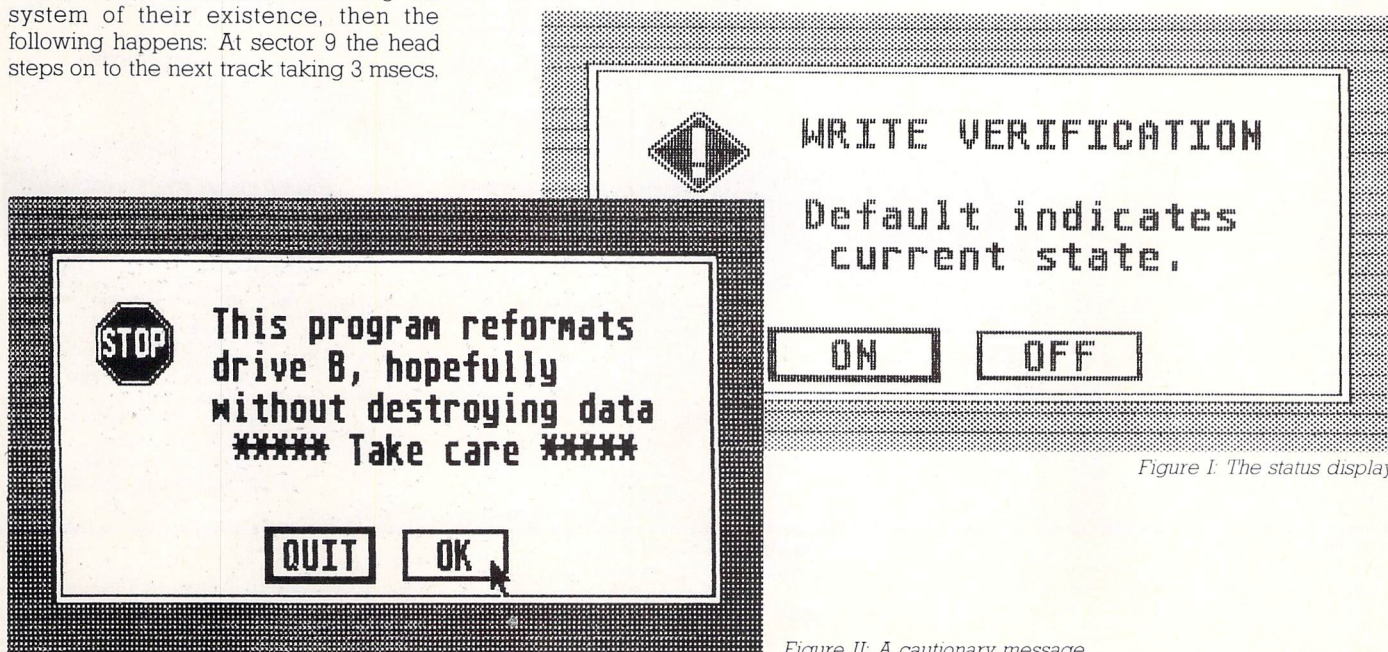 system of their existence, then the
following happens: At sector 9 the head
steps on to the next track taking 3 msecs.
WRITE VERIFICATION
Default indicates
current state.
ON OFF
Figure I: The status display
STOP
This program reformats
drive B, hopefully
without destroying data
***** Take care *****
QUIT OK
Figure II: A cautionary message